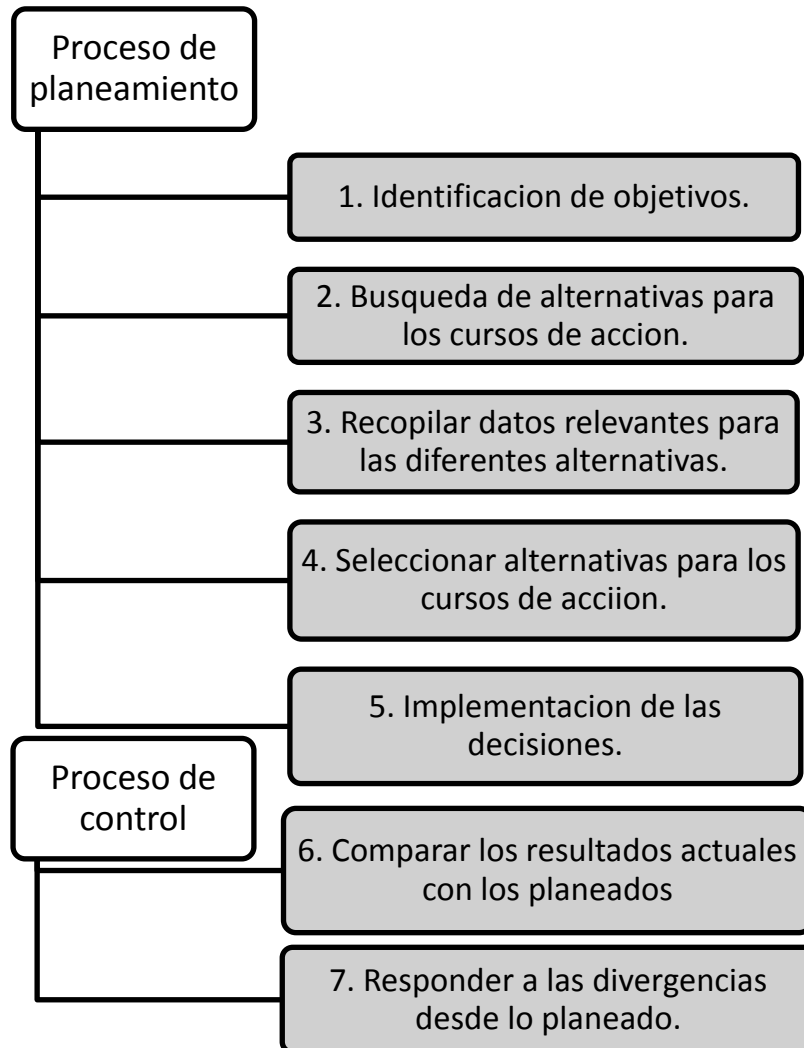 Proceso de
planeamiento
1. Identificacion de objetivos.
2. Busqueda de alternativas para
los cursos de accion.
3. Recopilar datos relevantes para
las diferentes alternativas.
4. Seleccionar alternativas para los
cursos de acciion.
5. Implementacion de las
decisiones.
Proceso de
control
6. Comparar los resultados actuales
con los planeados
7. Responder a las divergencias
desde lo planeado.